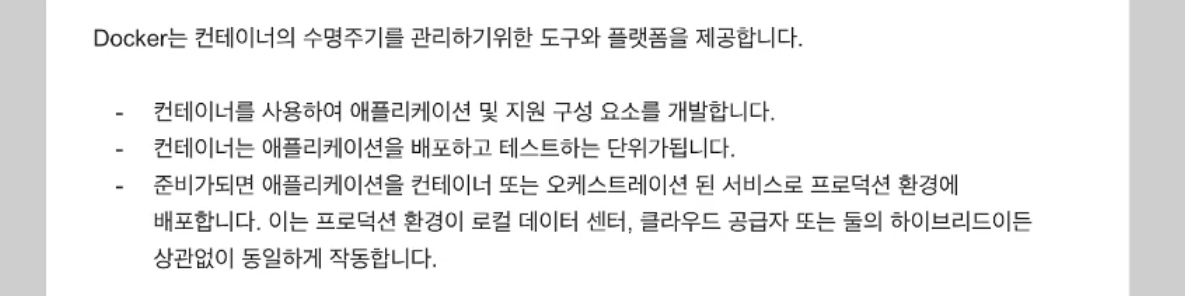 Docker는 컨테이너의 수명주기를 관리하기위한 도구와 플랫폼을 제공합니다.
- 컨테이너를 사용하여 애플리케이션 및 지원 구성 요소를 개발합니다.
- 컨테이너는 애플리케이션을 배포하고 테스트하는 단위가됩니다.
- 준비가되면 애플리케이션을 컨테이너 또는 오케스트레이션 된 서비스로 프로덕션 환경에
배포합니다. 이는 프로덕션 환경이 로컬 데이터 센터, 클라우드 공급자 또는 둘의 하이브리드이든
상관없이 동일하게 작동합니다.